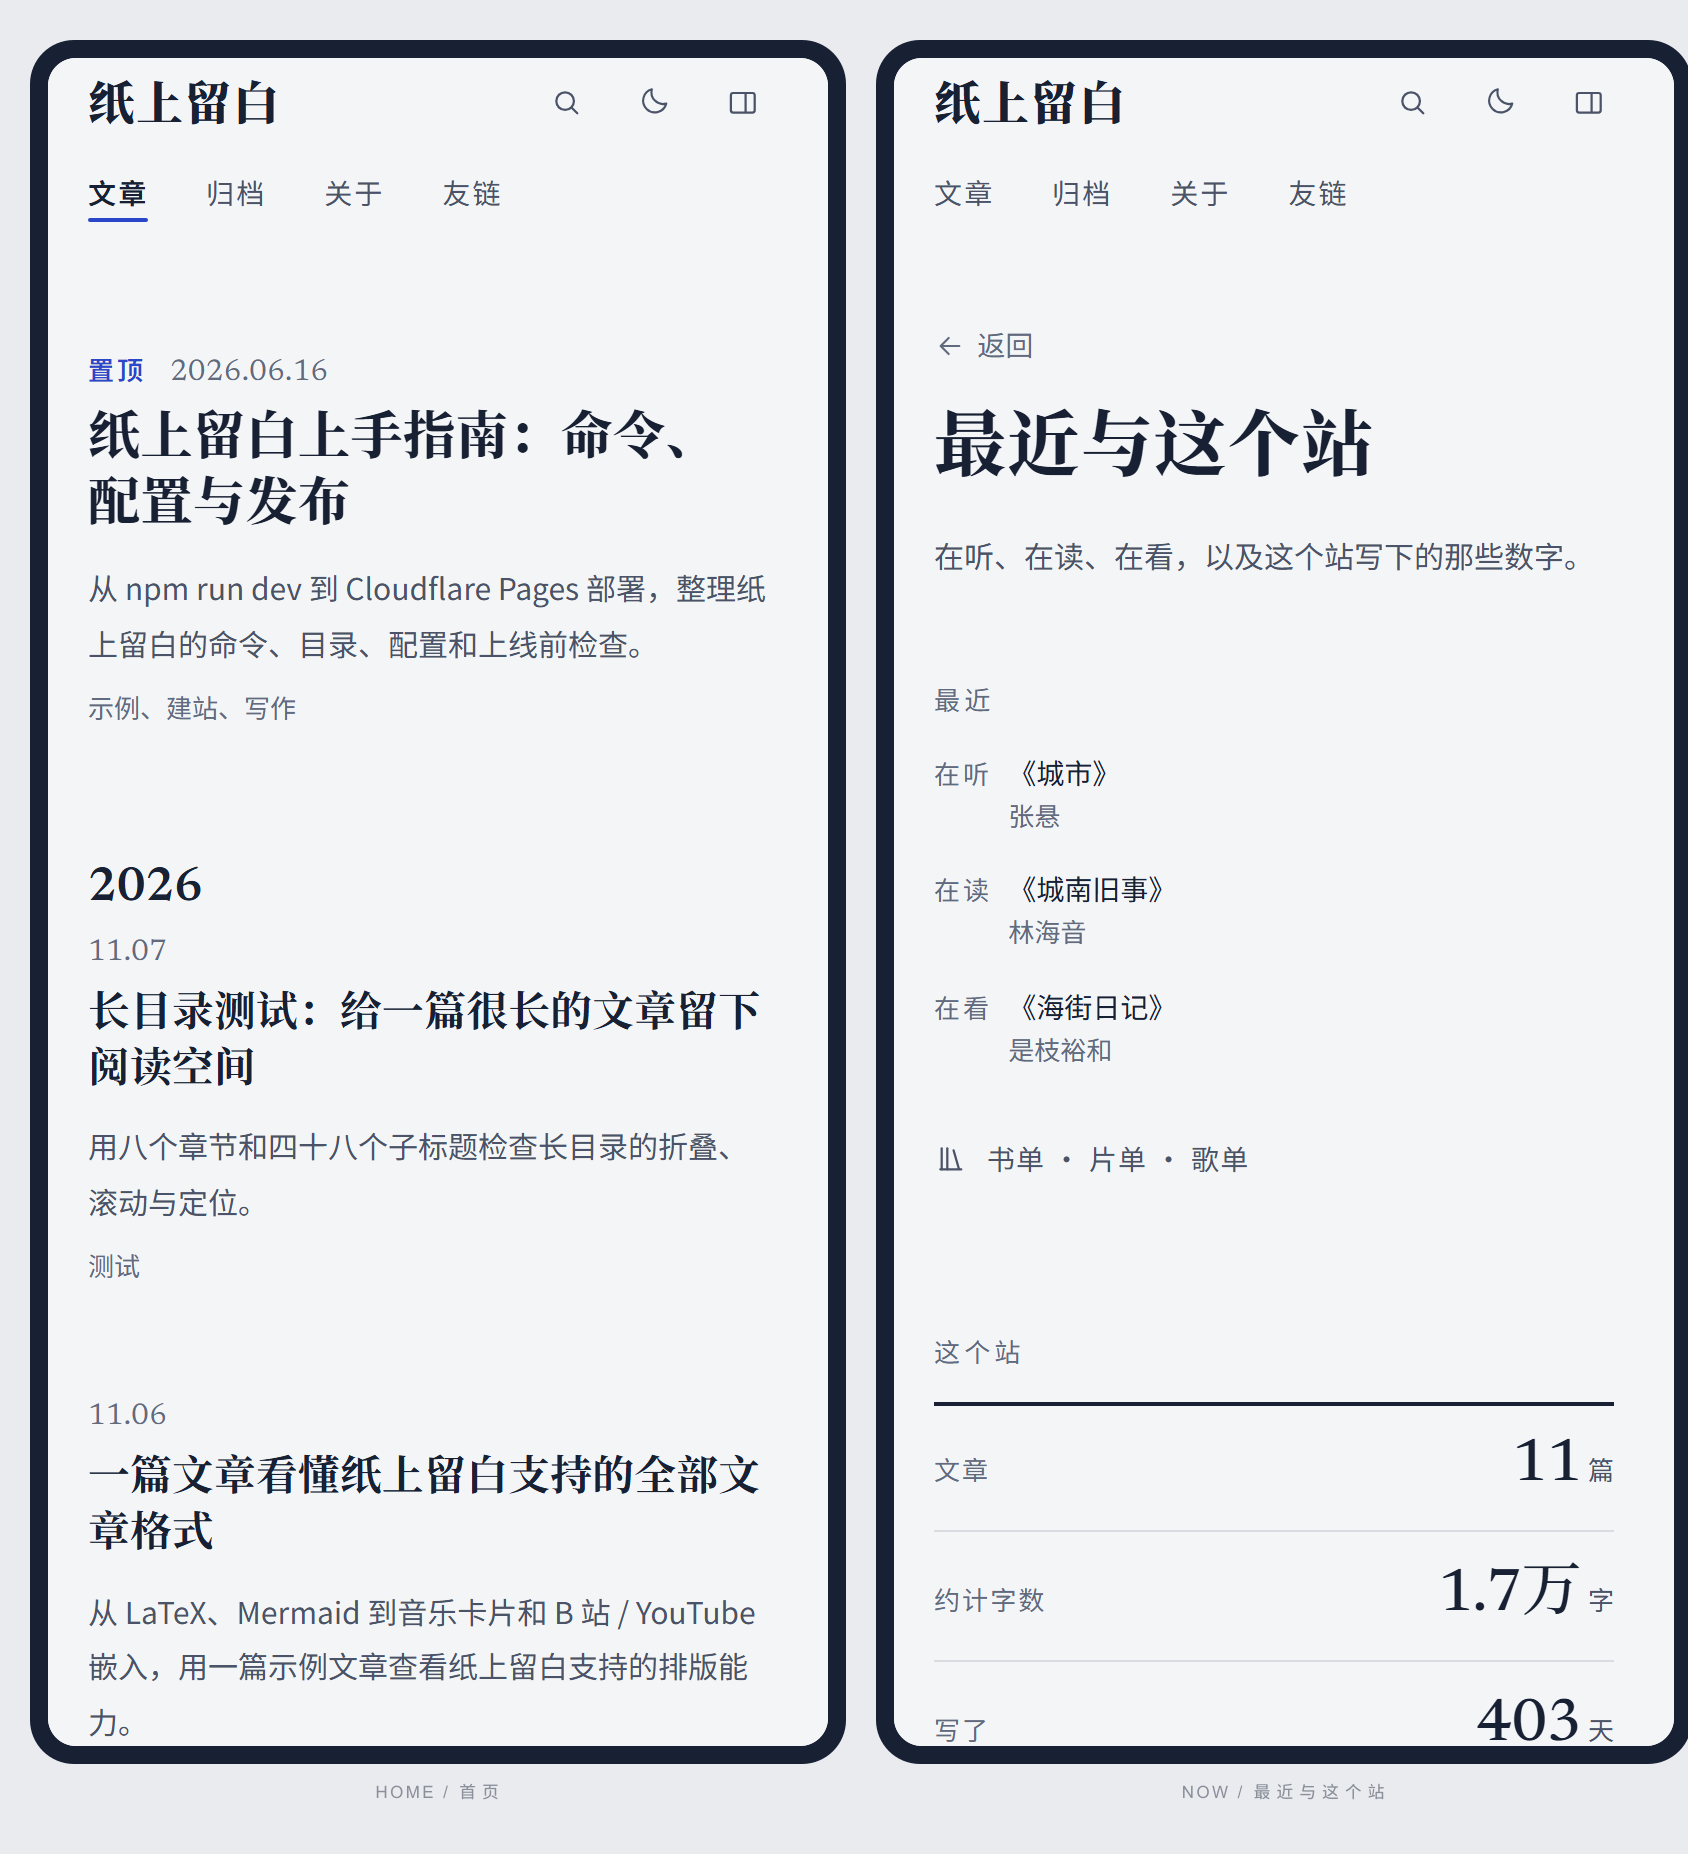 纸上留白
文章 归档 关于 友链
置顶 2026.06.16
纸上留白上手指南：命令、
配置与发布
从 npm run dev 到 Cloudflare Pages 部署，整理纸
上留白的命令、目录、配置和上线前检查。
示例、建站、写作
2026
11.07
长目录测试：给一篇很长的文章留下
阅读空间
用八个章节和四十八个子标题检查长目录的折叠、
滚动与定位。
测试
11.06
一篇文章看懂纸上留白支持的全部文
章格式
从 LaTeX、Mermaid 到音乐卡片和 B 站 / YouTube
嵌入，用一篇示例文章查看纸上留白支持的排版能
力。
HOME / 首页
纸上留白
文章 归档 关于 友链
← 返回
最近与这个站
在听、在读、在看，以及这个站写下的那些数字。
最近
在听 《城市》
张悬
在读 《城南旧事》
林海音
在看 《海街日记》
是枝裕和
书单 · 片单 · 歌单
这个站
文章 11 篇
约计字数 1.7万 字
写了 403 天
NOW / 最近与这个站